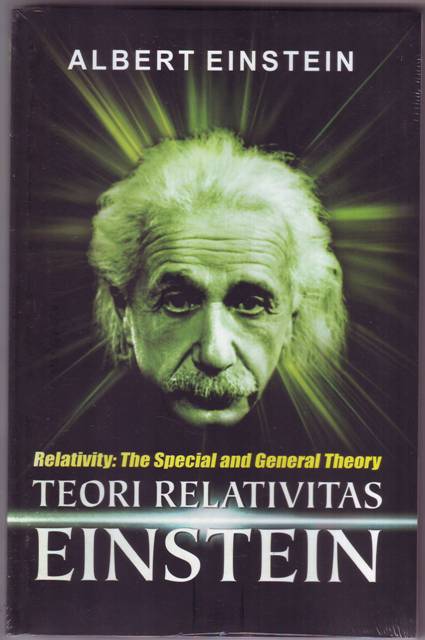 ALBERT EINSTEIN
Relativity: The Special and General Theory
TEORI RELATIVITAS
EINSTEIN